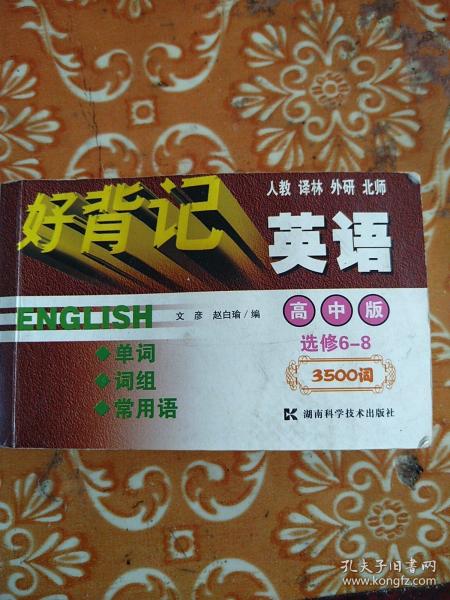 人教 译林 外研 北师
好背记
英语
ENGLISH
文彦 赵白瑜/编
高中版
选修6-8
3500词
◆单词
◆词组
◆常用语
湖南科学技术出版社
孔夫子旧书网
www.kongfz.com